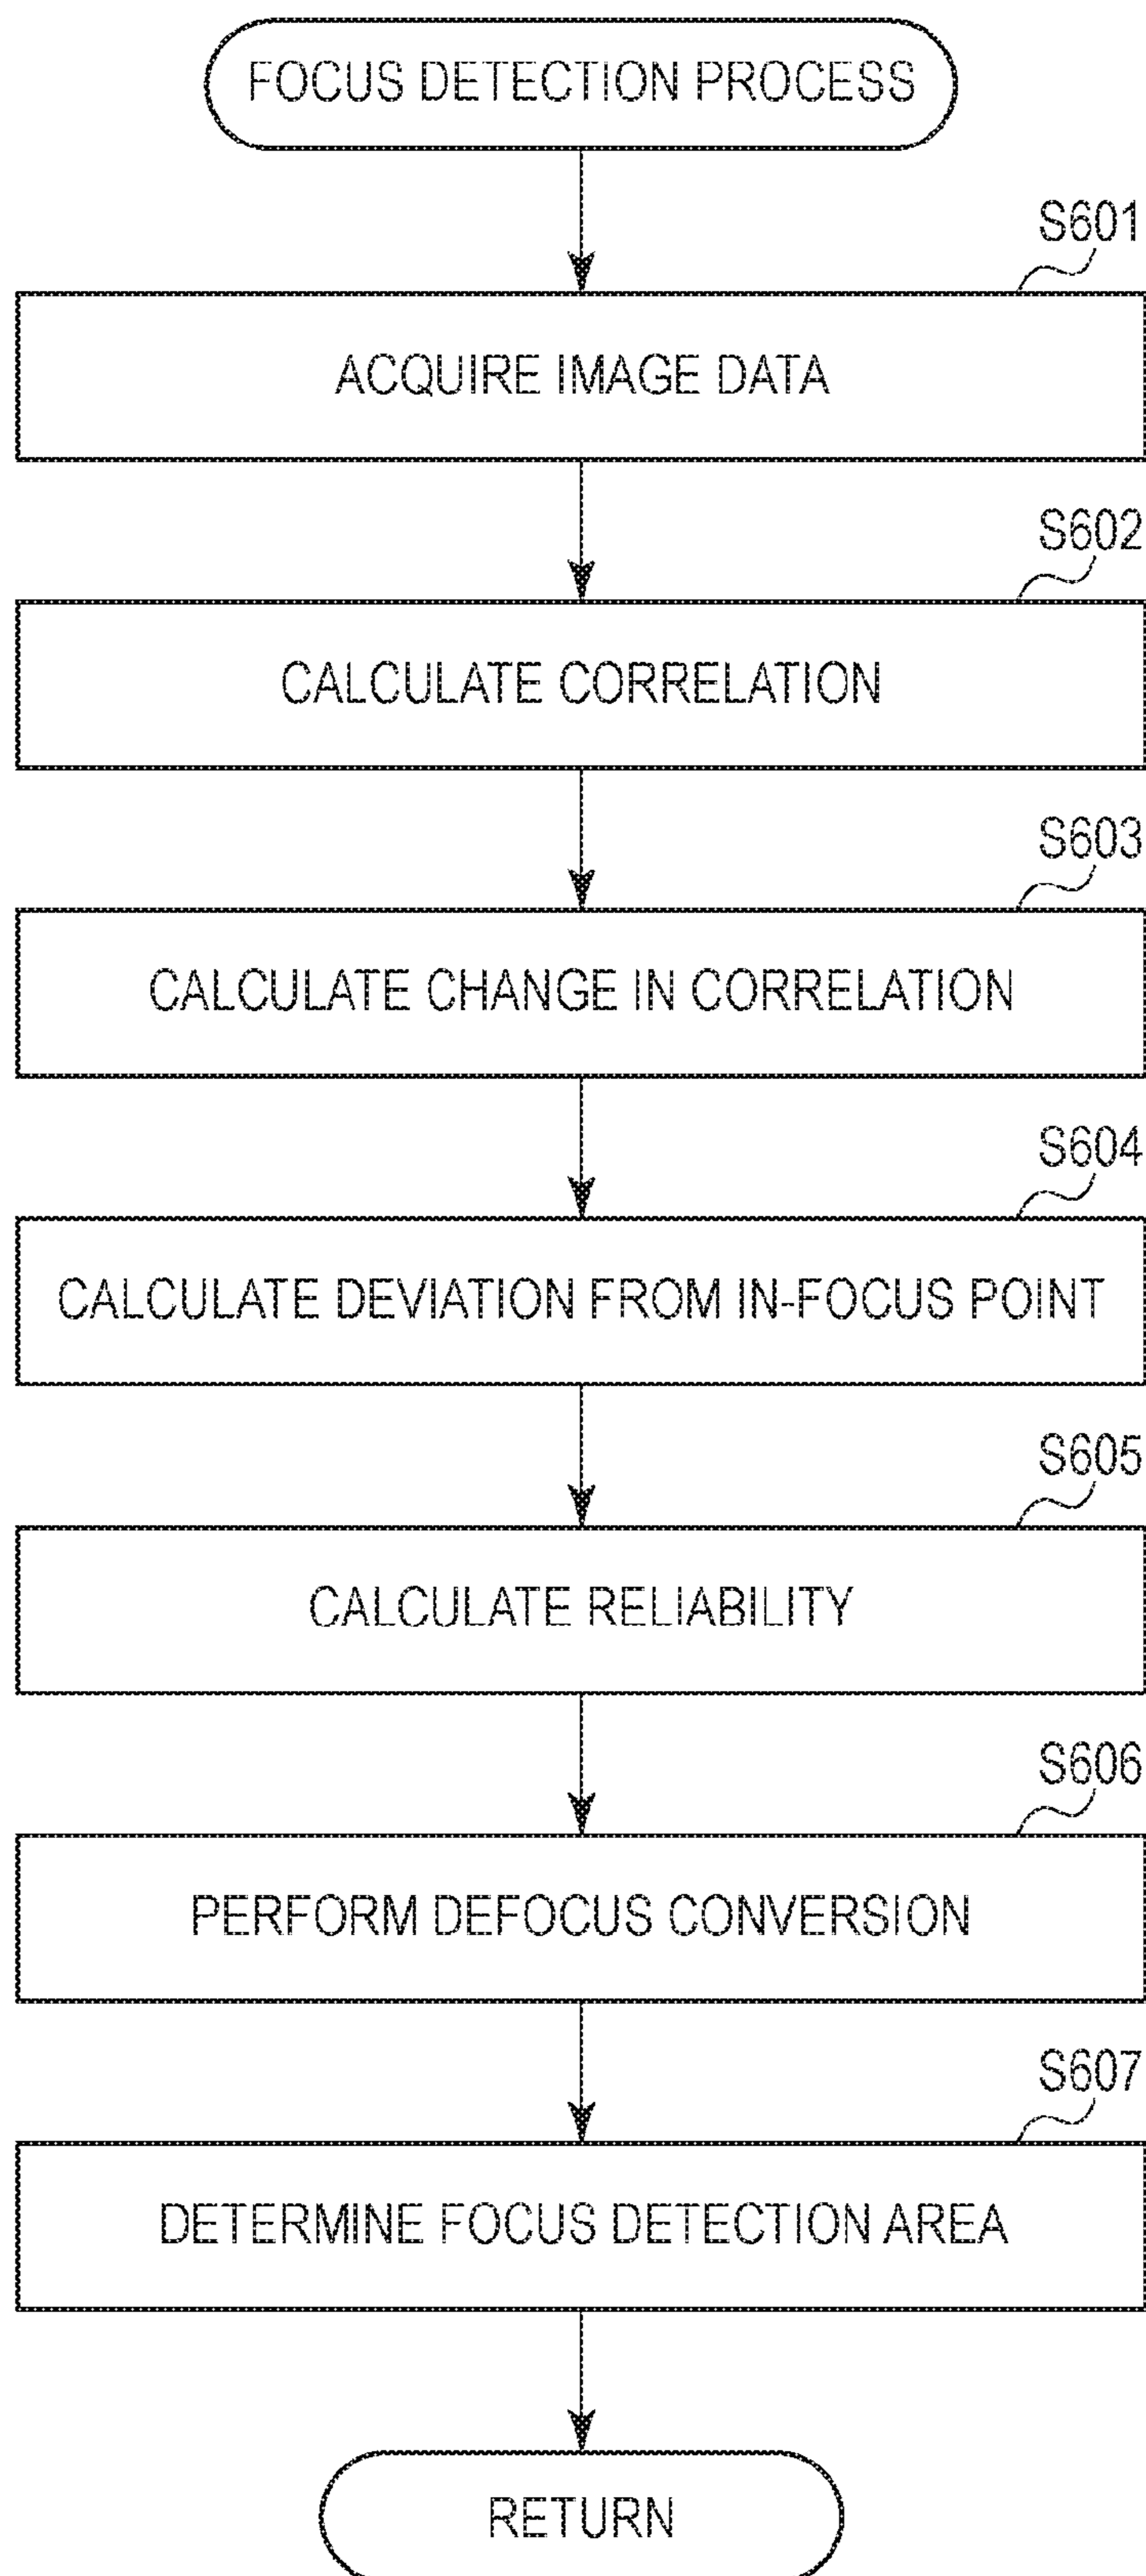 FOCUS DETECTION PROCESS
S601
ACQUIRE IMAGE DATA
S602
CALCULATE CORRELATION
S603
CALCULATE CHANGE IN CORRELATION
S604
CALCULATE DEVIATION FROM IN-FOCUS POINT
S605
CALCULATE RELIABILITY
S606
PERFORM DEFOCUS CONVERSION
S607
DETERMINE FOCUS DETECTION AREA
RETURN